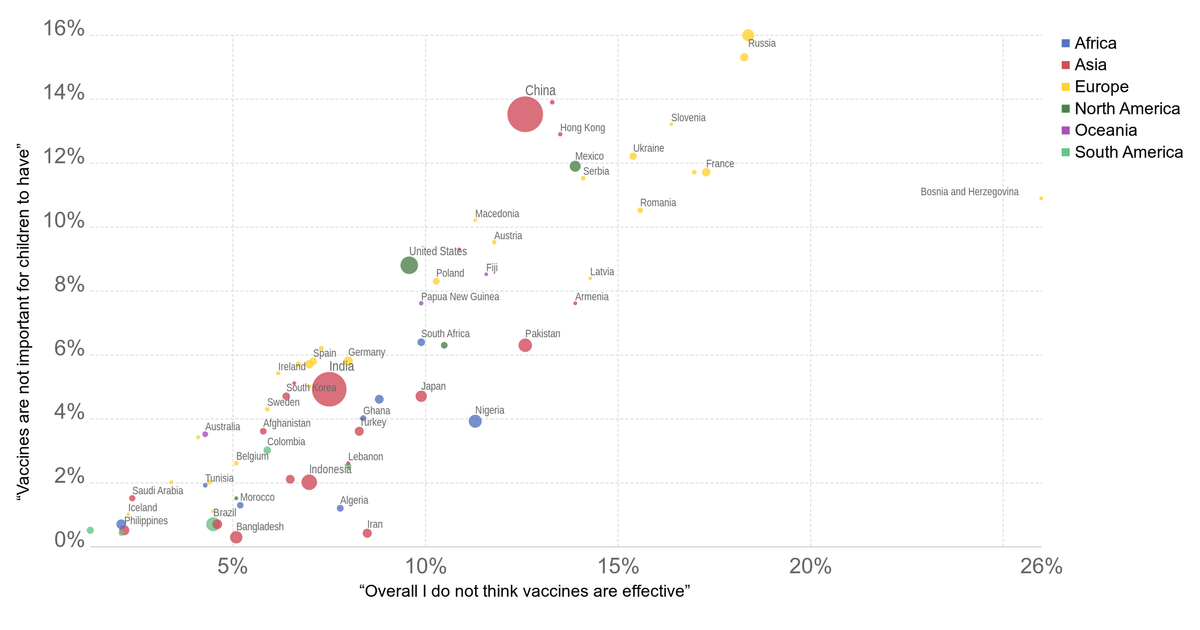 16%
14%
12%
10%
8%
6%
4%
2%
0%
“Vaccines are not important for children to have”
Russia
China
Hong Kong
Slovenia
Mexico
Ukraine
Serbia
France
Bosnia and Herzegovina
Romania
Macedonia
Austria
United States
Fiji
Poland
Latvia
Papua New Guinea
Armenia
South Africa
Pakistan
Spain
Germany
Ireland
India
South Korea
Japan
Sweden
Ghana
Nigeria
Afghanistan
Turkey
Australia
Colombia
Belgium
Lebanon
Indonesia
Tunisia
Saudi Arabia
Morocco
Algeria
Iceland
Brazil
Philippines
Bangladesh
Iran
5%
10%
15%
20%
26%
“Overall I do not think vaccines are effective”
Africa
Asia
Europe
North America
Oceania
South America